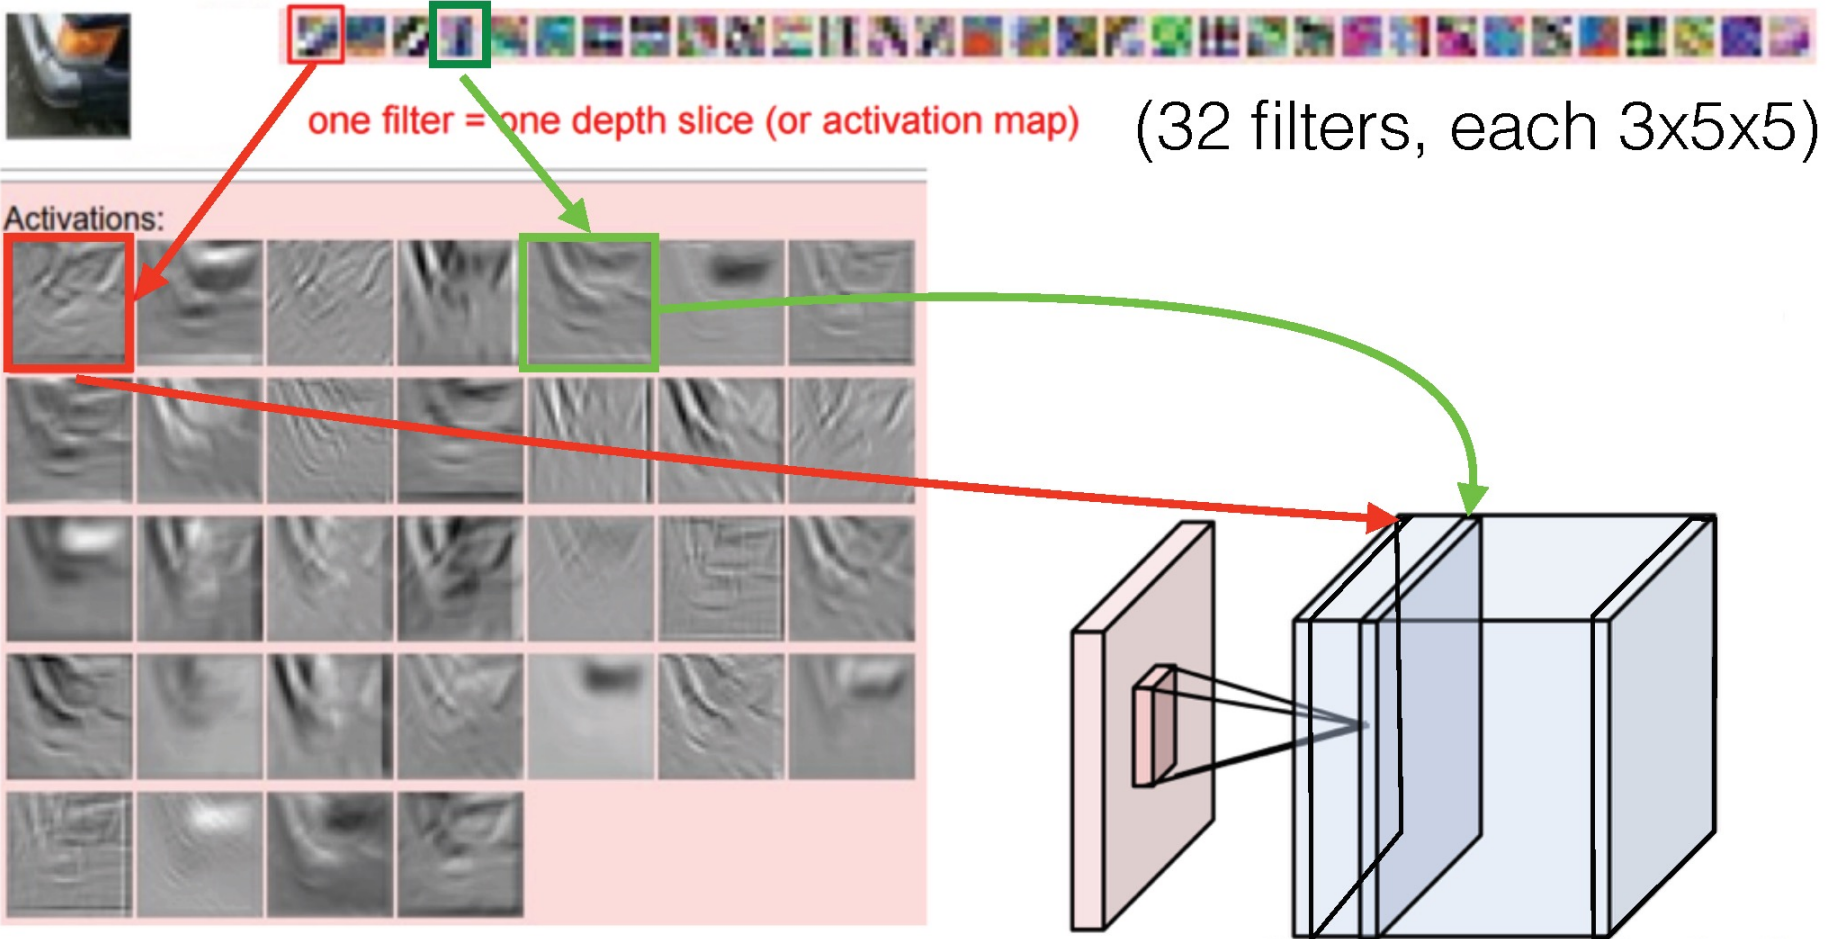 one filter = one depth slice (or activation map)
(32 filters, each 3x5x5)
Activations: